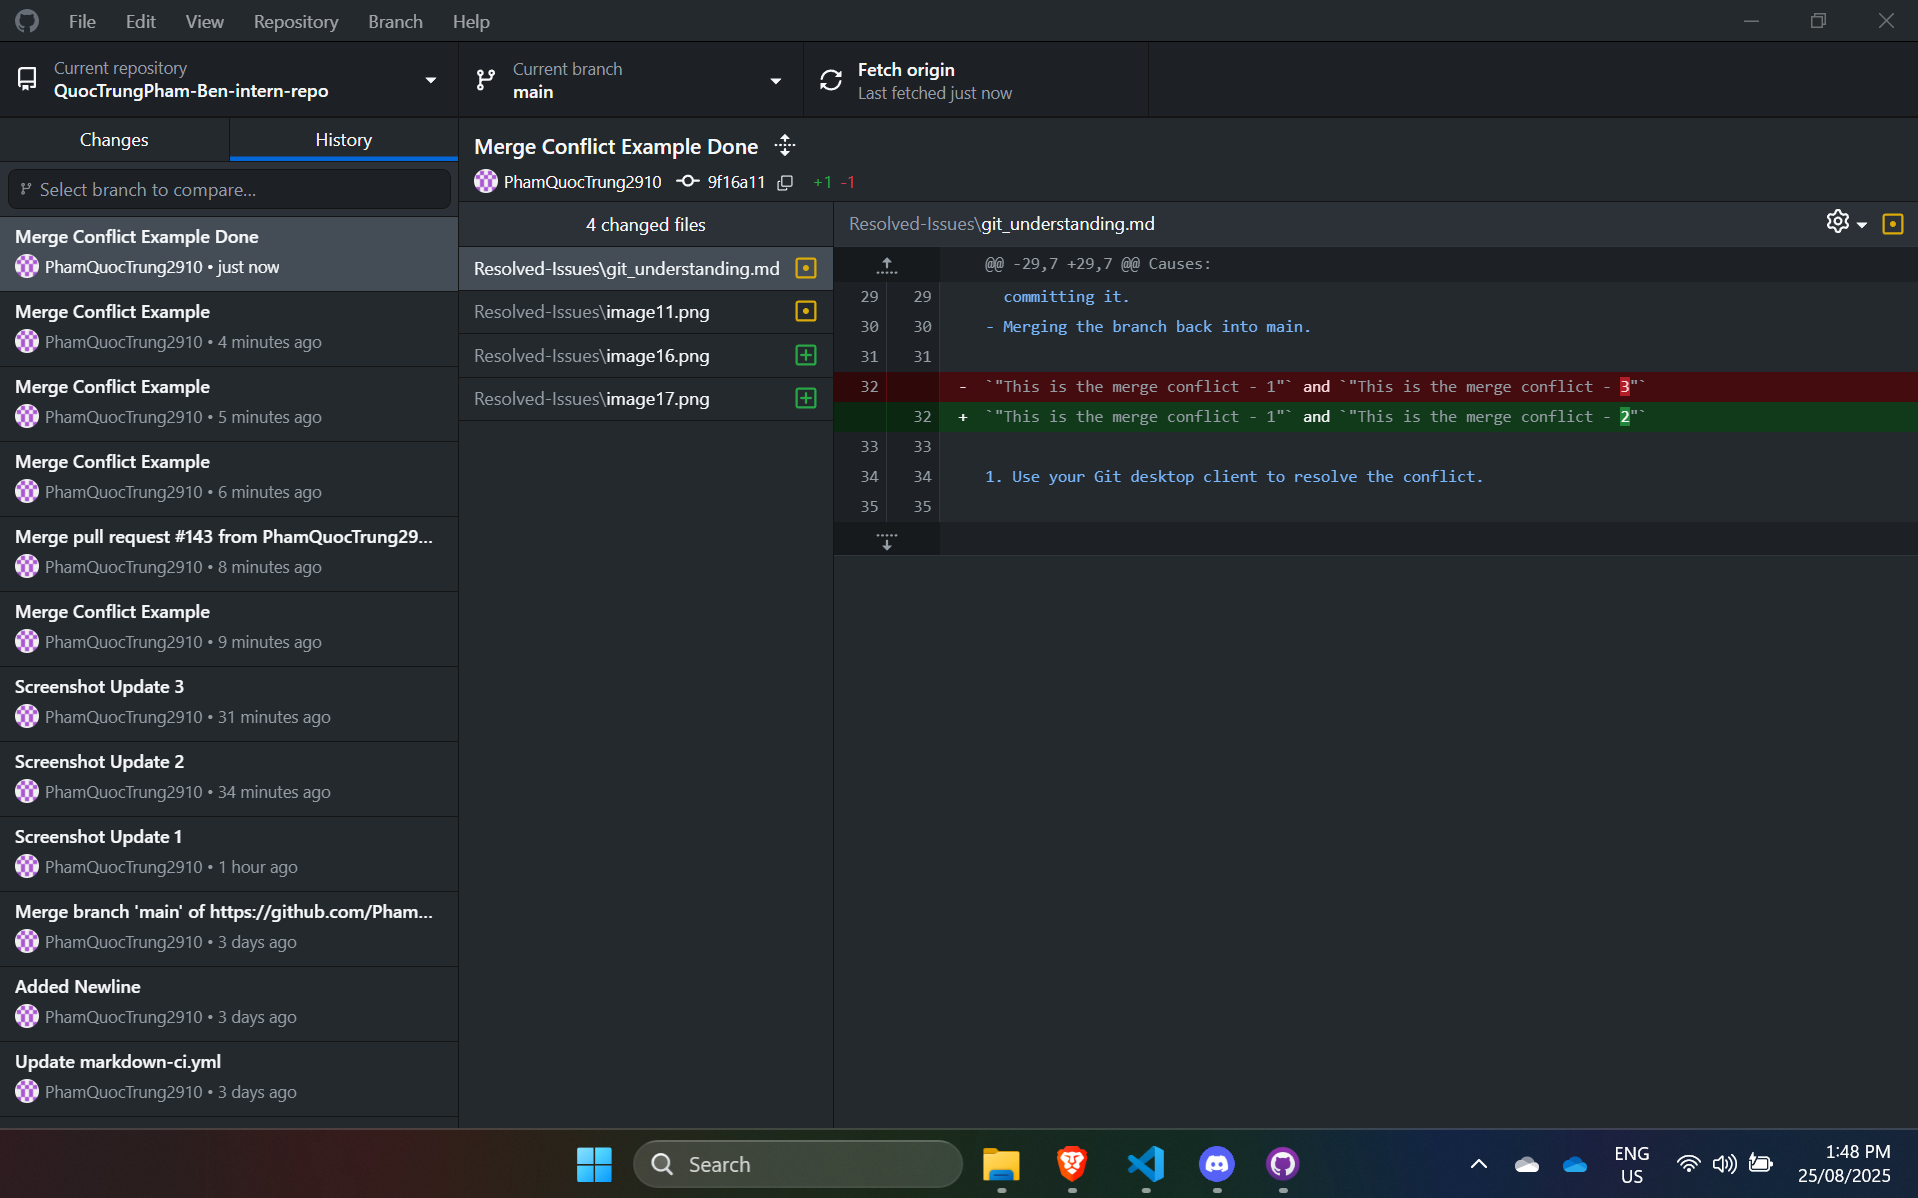 File Edit View Repository Branch Help
Current repository
QuocTrungPham-Ben-intern-repo
Current branch
main
Fetch origin
Last fetched just now
Changes
History
Select branch to compare...
Merge Conflict Example Done
PhamQuocTrung2910 • just now
Merge Conflict Example
PhamQuocTrung2910 • 4 minutes ago
Merge Conflict Example
PhamQuocTrung2910 • 5 minutes ago
Merge Conflict Example
PhamQuocTrung2910 • 6 minutes ago
Merge pull request #143 from PhamQuocTrung29...
PhamQuocTrung2910 • 8 minutes ago
Merge Conflict Example
PhamQuocTrung2910 • 9 minutes ago
Screenshot Update 3
PhamQuocTrung2910 • 31 minutes ago
Screenshot Update 2
PhamQuocTrung2910 • 34 minutes ago
Screenshot Update 1
PhamQuocTrung2910 • 1 hour ago
Merge branch 'main' of https://github.com/Pham...
PhamQuocTrung2910 • 3 days ago
Added Newline
PhamQuocTrung2910 • 3 days ago
Update markdown-ci.yml
PhamQuocTrung2910 • 3 days ago
Merge Conflict Example Done
PhamQuocTrung2910 9f16a11 +1 -1
4 changed files
Resolved-Issues\git_understanding.md
Resolved-Issues\image11.png
Resolved-Issues\image16.png
Resolved-Issues\image17.png
Resolved-Issues\git_understanding.md
@@ -29,7 +29,7 @@ Causes:
29 29 committing it.
30 30 - Merging the branch back into main.
31 31
32 - `"This is the merge conflict - 1"` and `"This is the merge conflict - 3"`
32 + `"This is the merge conflict - 1"` and `"This is the merge conflict - 2"`
33 33
34 34 1. Use your Git desktop client to resolve the conflict.
35 35
Search
ENG
US
1:48 PM
25/08/2025